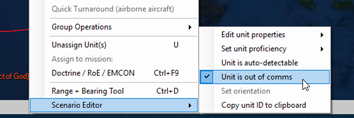 Quick Turnaround (airborne aircraft)
Group Operations
Unassign Unit(s) U
Assign to mission:
Doctrine / RoE / EMCON Ctrl+F9
Range + Bearing Tool Ctrl+D
Scenario Editor
Edit unit properties
Set unit proficiency
Unit is auto-detectable
Unit is out of comms
Set orientation
Copy unit ID to clipboard
ct of God)